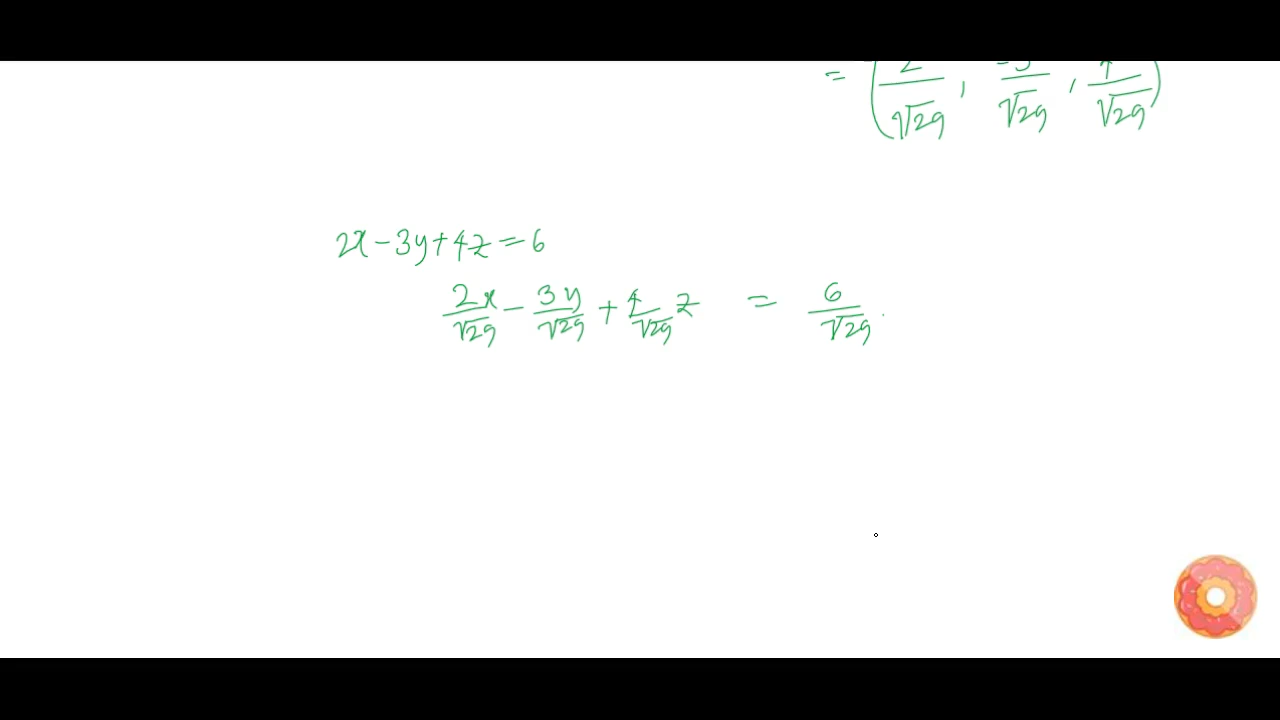 = (2/√29, -3/√29, 4/√29)
2x-3y+4z=6
2x/√29 - 3y/√29 + 4/√29 z = 6/√29.